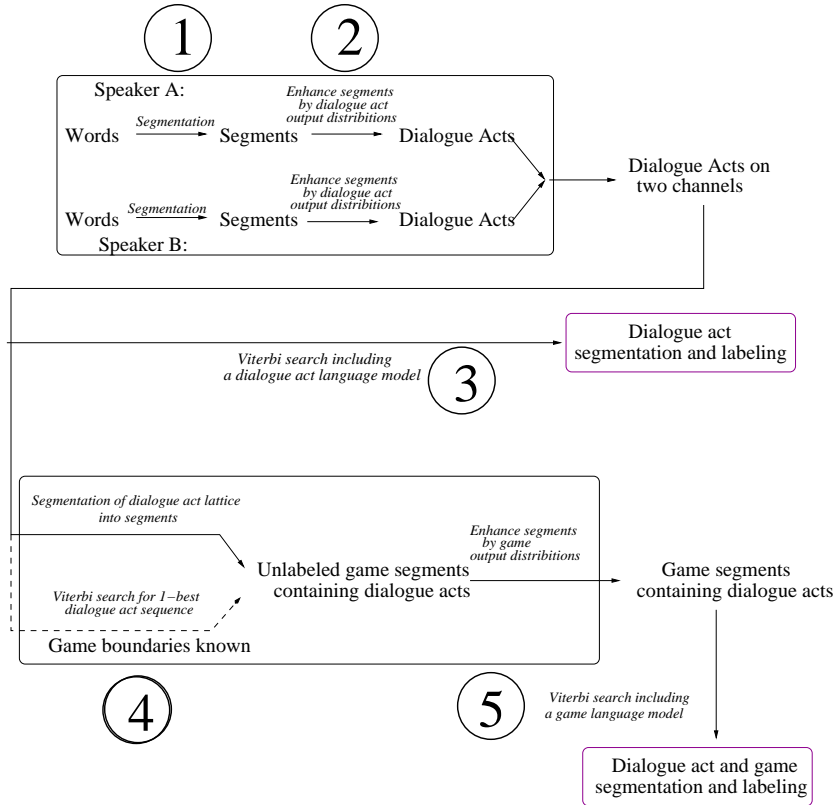 1
2
Speaker A:
Enhance segments
by dialogue act
output distribitions
Segmentation
Words
Segments
Dialogue Acts
Dialogue Acts on
two channels
Enhance segments
by dialogue act
output distribitions
Segmentation
Words
Segments
Dialogue Acts
Speaker B:
Dialogue act
segmentation and labeling
Viterbi search including
a dialogue act language model
3
Segmentation of dialogue act lattice
into segments
Enhance segments
by game
output distribitions
Unlabeled game segments
containing dialogue acts
Game segments
containing dialogue acts
Viterbi search for 1−best
dialogue act sequence
Game boundaries known
4
5
Viterbi search including
a game language model
Dialogue act and game
segmentation and labeling